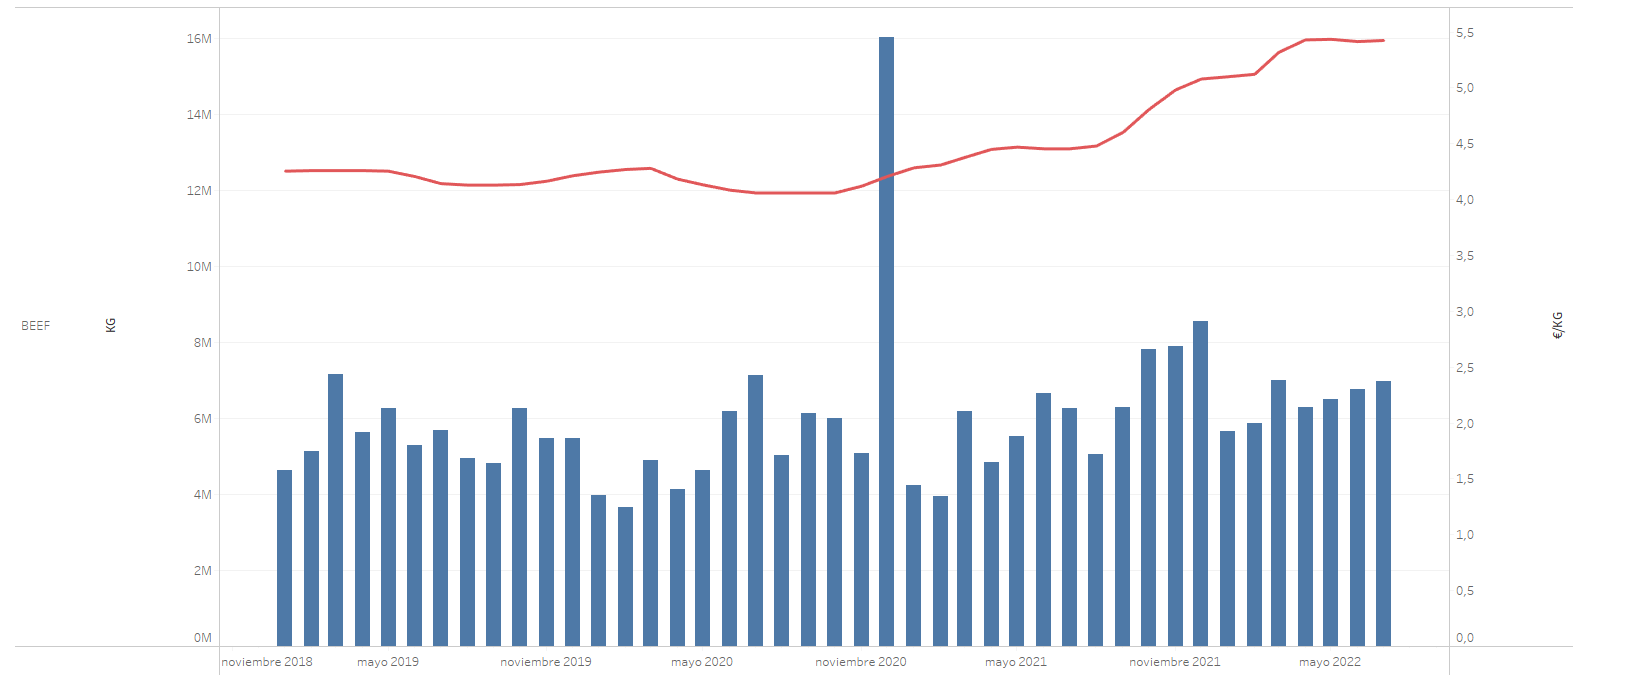 16M
14M
12M
10M
8M
6M
4M
2M
0M
BEEF
KG
5,5
5,0
4,5
4,0
3,5
3,0
2,5
2,0
1,5
1,0
0,5
0,0
€/KG
noviembre 2018 mayo 2019 noviembre 2019 mayo 2020 noviembre 2020 mayo 2021 noviembre 2021 mayo 2022